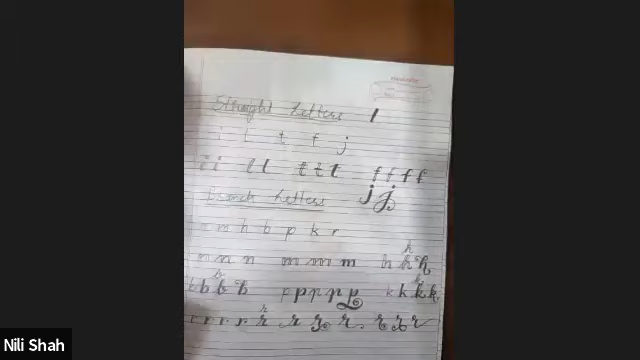 Straight Letters l
i l t f j
i i l l t t t f f f f
j j
Branch Letters
n m h b p k r
h
n n n m m m h h h
b k
b b b b p p p p p k k k k
r
r r r r r r r r r r r
Nili Shah